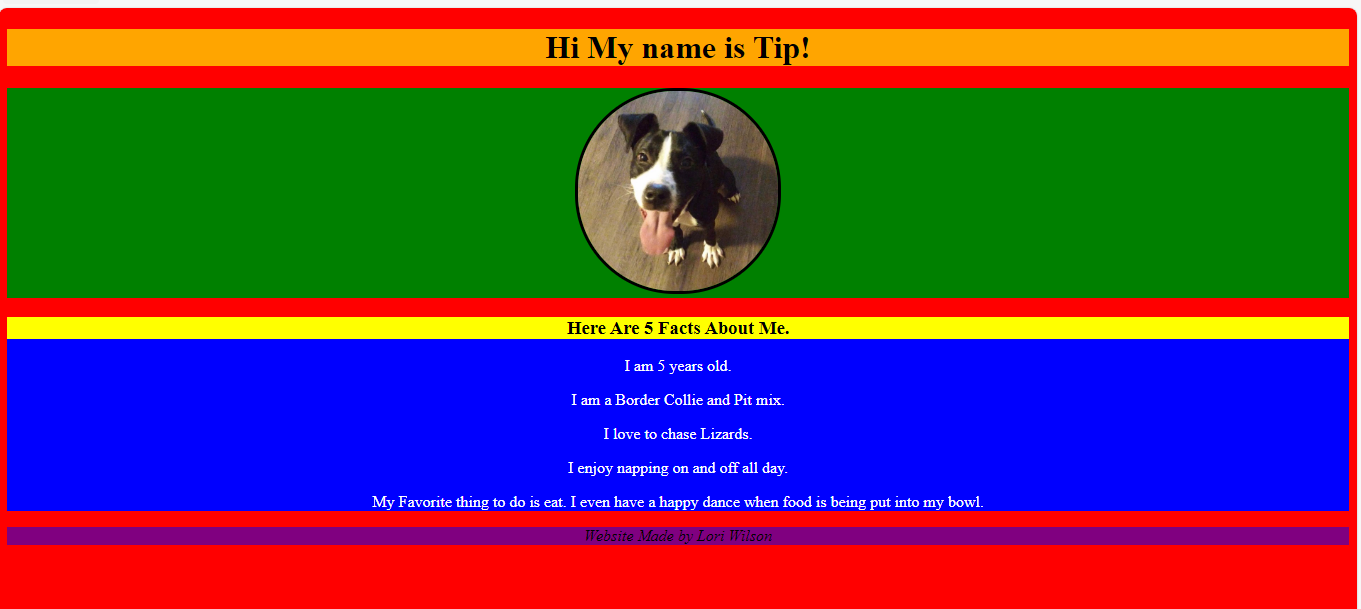 Hi My name is Tip!
Here Are 5 Facts About Me.
I am 5 years old.
I am a Border Collie and Pit mix.
I love to chase Lizards.
I enjoy napping on and off all day.
My Favorite thing to do is eat. I even have a happy dance when food is being put into my bowl.
Website Made by Lori Wilson